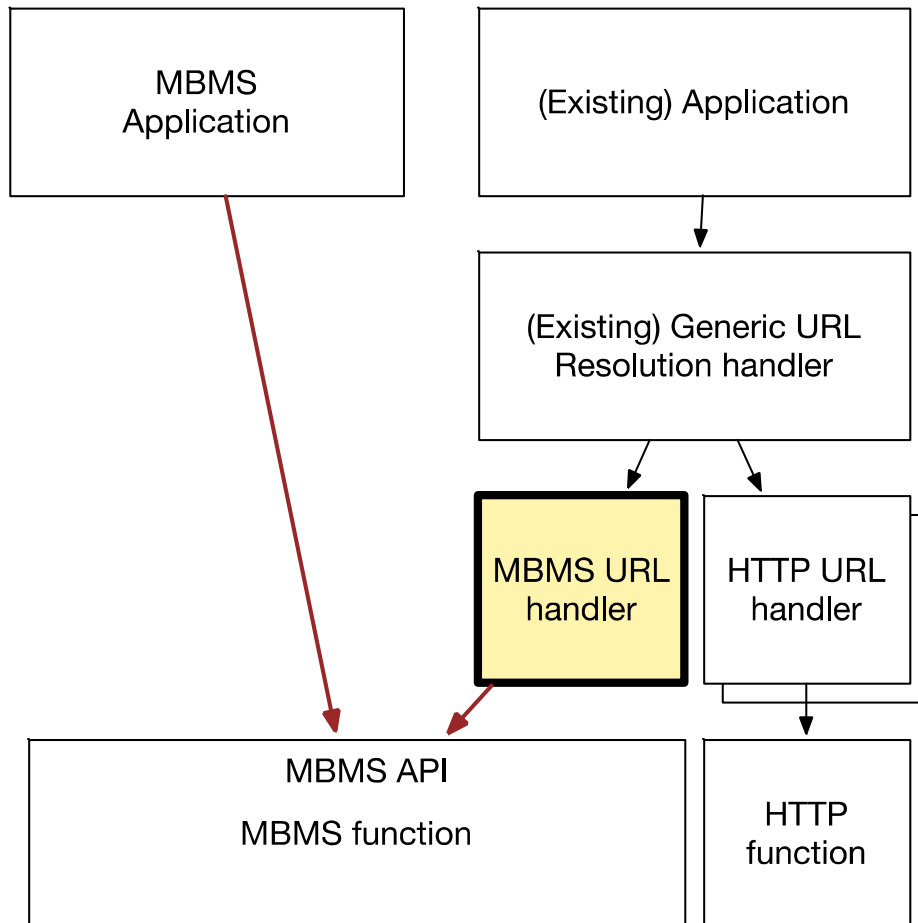 MBMS
Application
(Existing) Application
(Existing) Generic URL
Resolution handler
MBMS URL
handler
HTTP URL
handler
MBMS API
MBMS function
HTTP
function